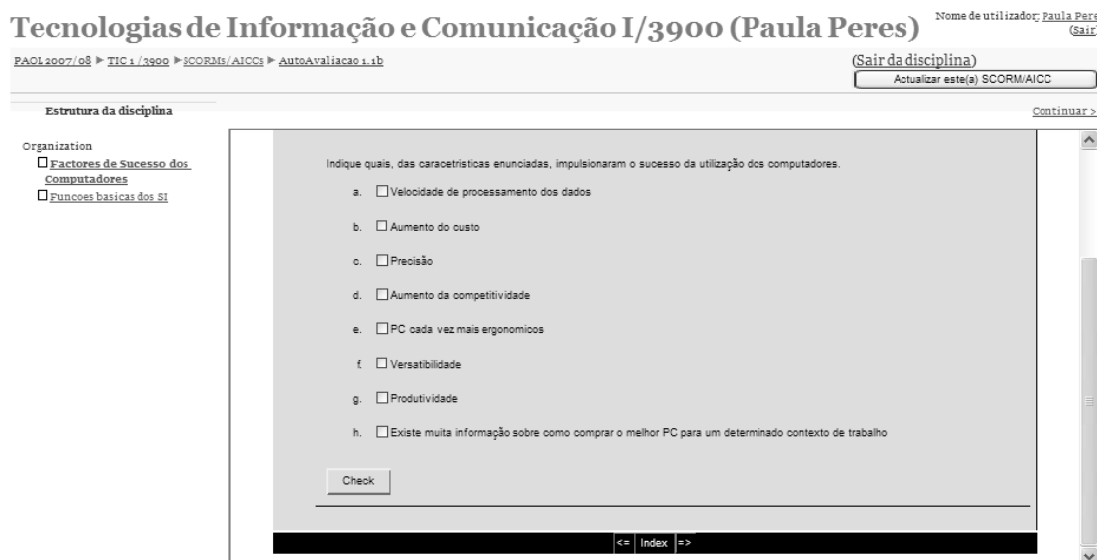 Tecnologias de Informação e Comunicação I/3900 (Paula Peres)
Nome de utilizador: Paula Pere
(Sair)
PAOL2007/08 ► TIC 1 /3900 ► SCORMs/AICCs ► AutoAvaliacao 1.1b
(Sair da disciplina)
Actualizar este(a) SCORM/AICC
Estrutura da disciplina
Continuar >
Organization
Factores de Sucesso dos
Computadores
Funcoes basicas dos SI
Indique quais, das caracetristicas enunciadas, impulsionaram o sucesso da utilização dos computadores.
a. Velocidade de processamento dos dados
b. Aumento do custo
c. Precisão
d. Aumento da competitividade
e. PC cada vez mais ergonomicos
f. Versatibilidade
g. Produtividade
h. Existe muita informação sobre como comprar o melhor PC para um determinado contexto de trabalho
Check
<= Index =>